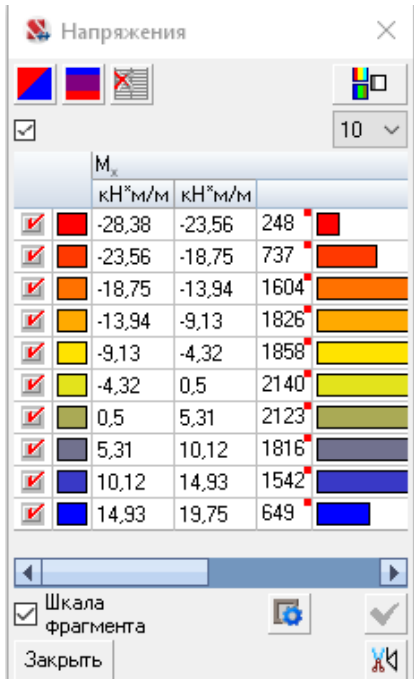 Напряжения
10
Mx
кН*м/м кН*м/м
-28,38 -23,56 248
-23,56 -18,75 737
-18,75 -13,94 1604
-13,94 -9,13 1826
-9,13 -4,32 1858
-4,32 0,5 2140
0,5 5,31 2123
5,31 10,12 1816
10,12 14,93 1542
14,93 19,75 649
Шкала
фрагмента
Закрыть